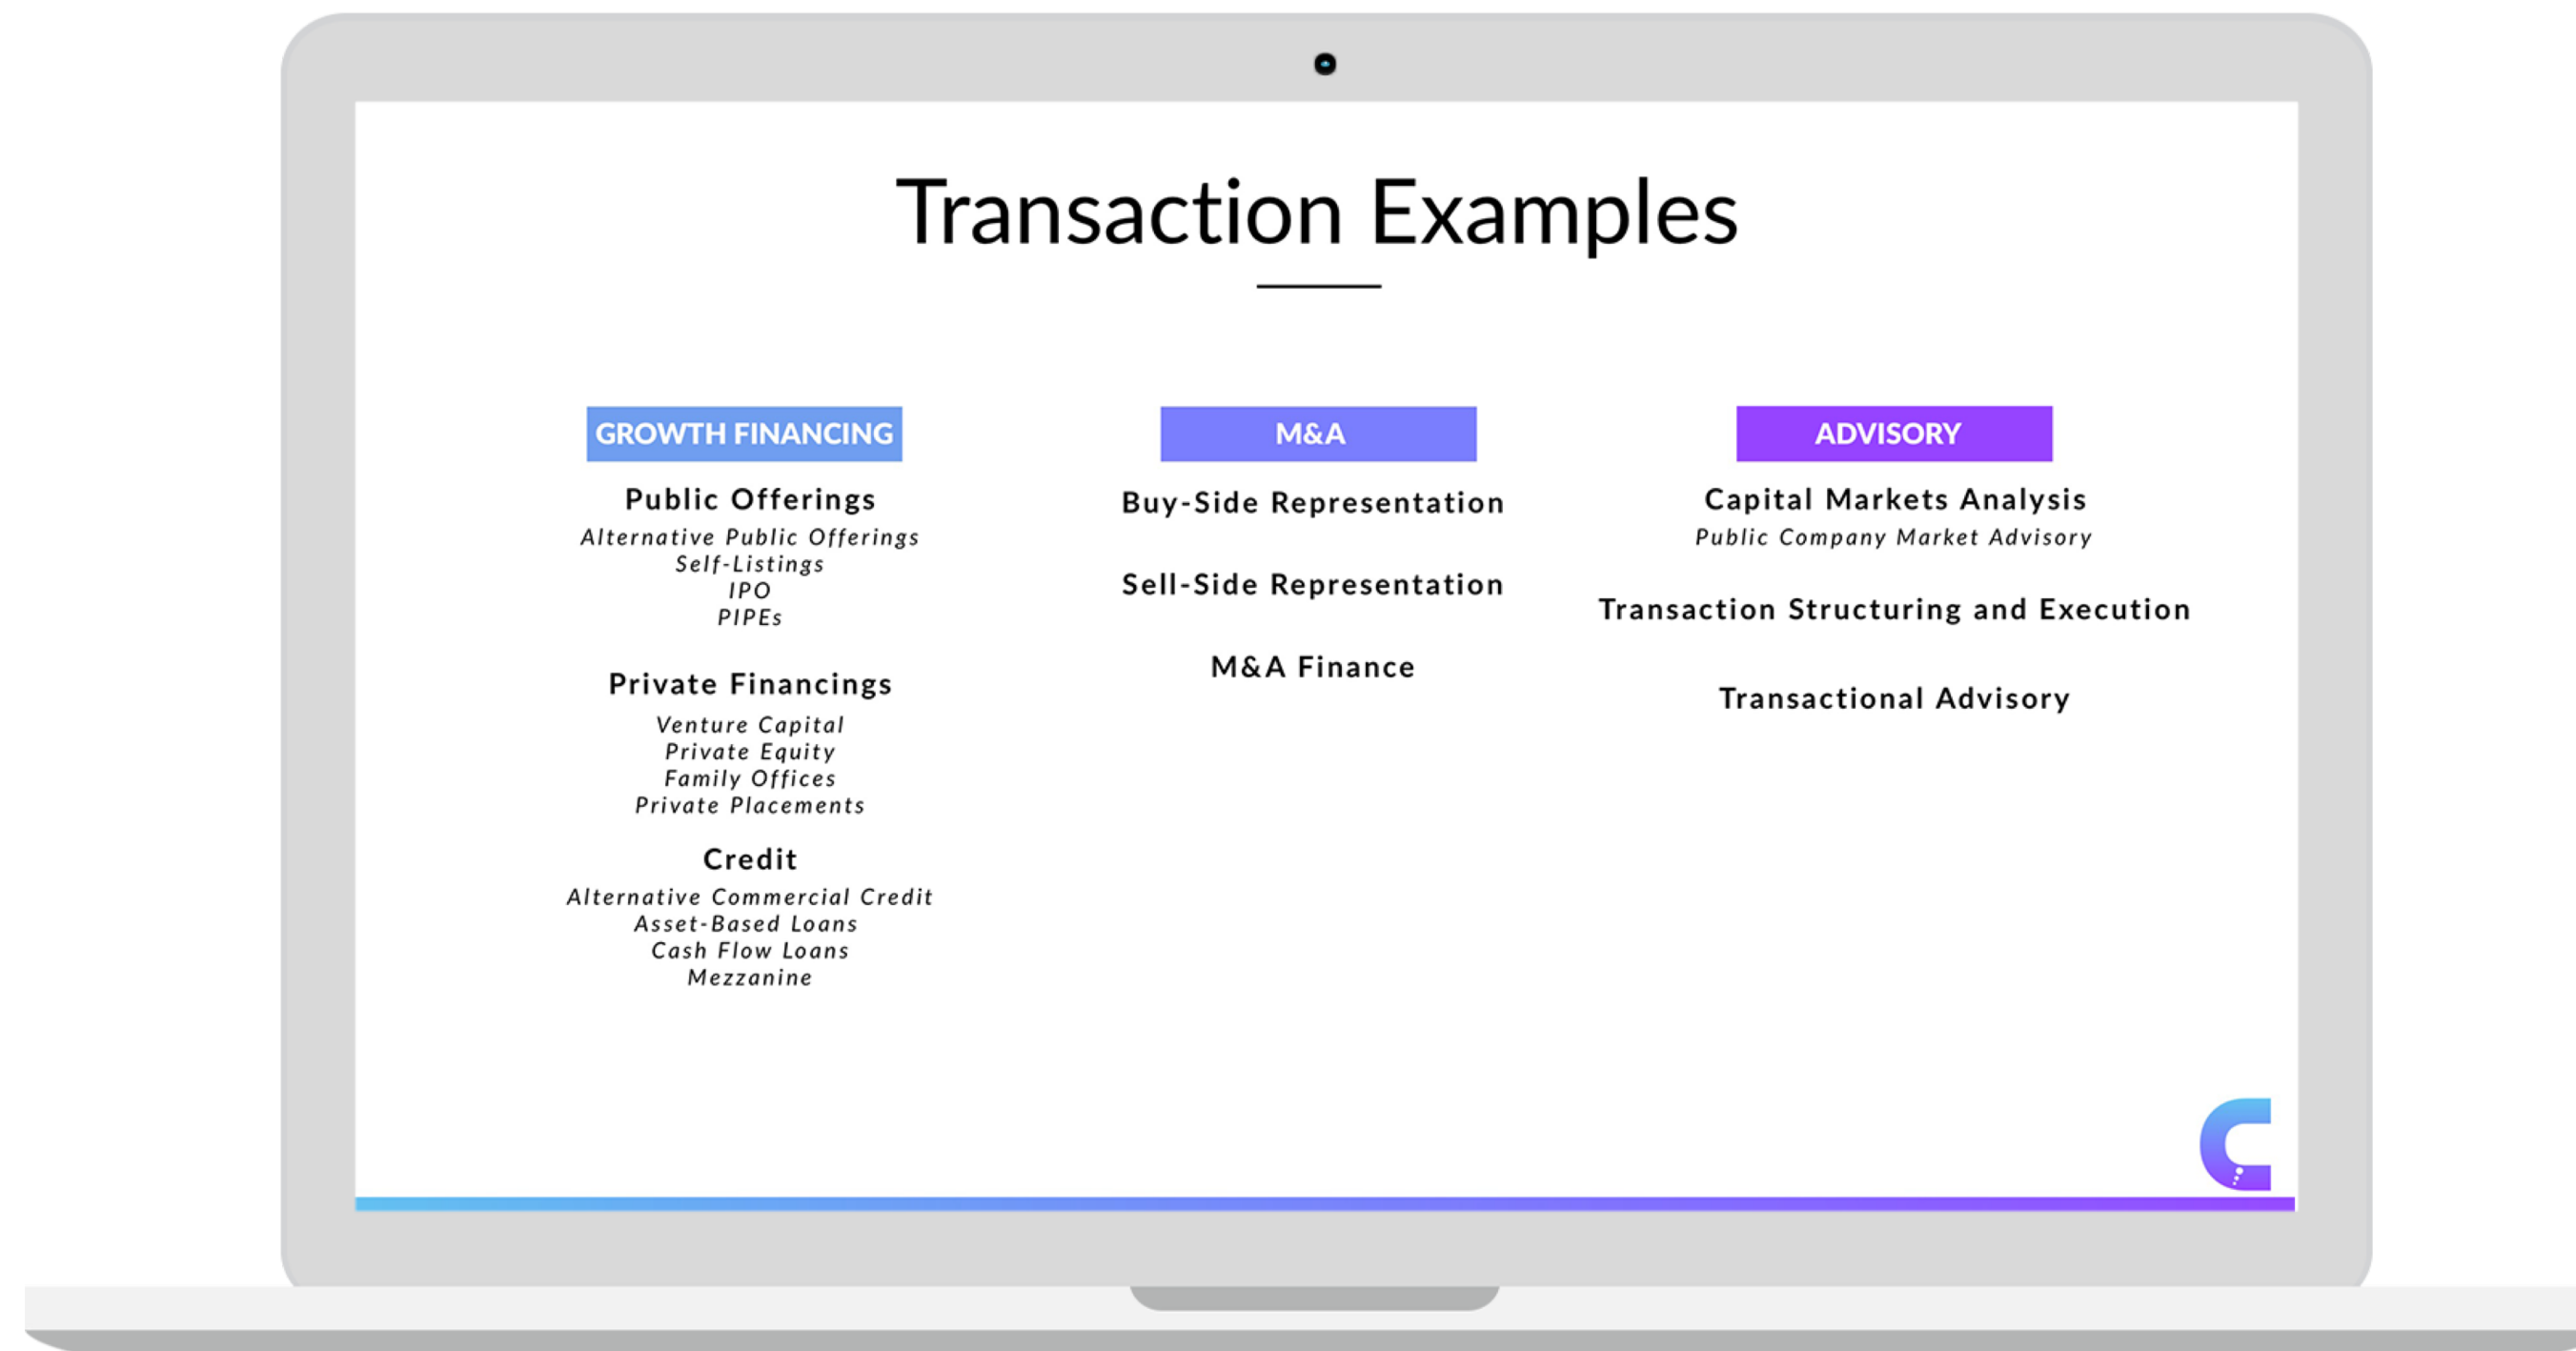 Transaction Examples
GROWTH FINANCING
Public Offerings
Alternative Public Offerings
Self-Listings
IPO
PIPEs
Private Financings
Venture Capital
Private Equity
Family Offices
Private Placements
Credit
Alternative Commercial Credit
Asset-Based Loans
Cash Flow Loans
Mezzanine
M&A
Buy-Side Representation
Sell-Side Representation
M&A Finance
ADVISORY
Capital Markets Analysis
Public Company Market Advisory
Transaction Structuring and Execution
Transactional Advisory